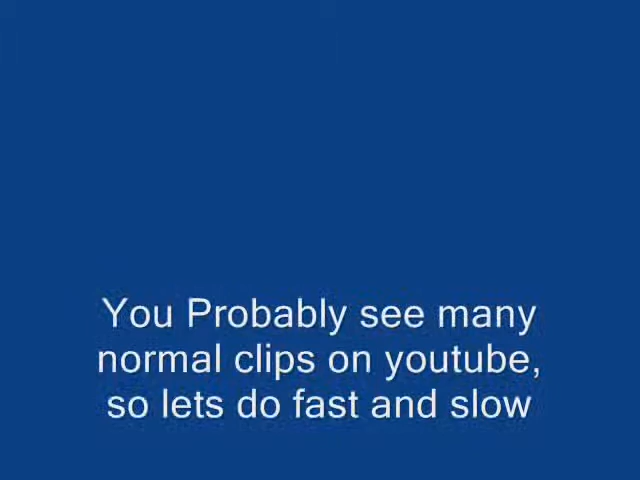 You Probably see many
normal clips on youtube,
so lets do fast and slow